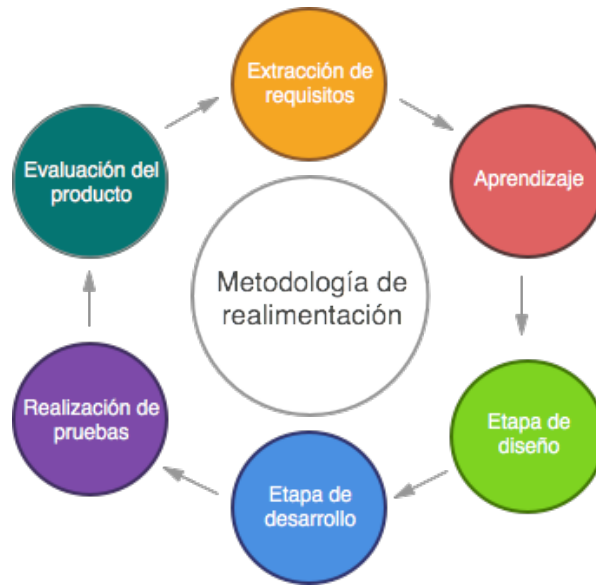 Extracción de
requisitos
Aprendizaje
Etapa de
diseño
Etapa de
desarrollo
Realización de
pruebas
Evaluación del
producto
Metodología de
realimentación